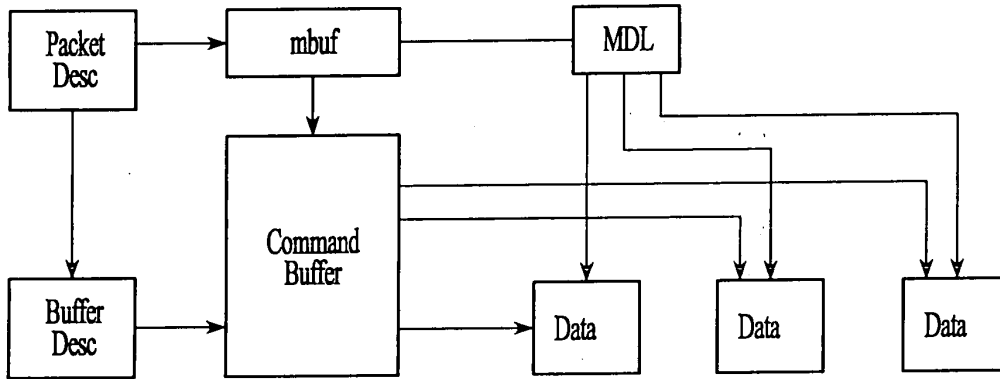 Packet
Desc
mbuf
MDL
Command
Buffer
Buffer
Desc
Data
Data
Data